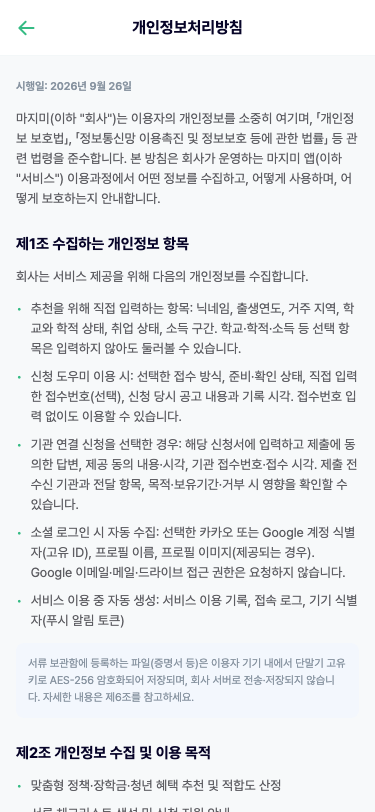 개인정보처리방침
시행일: 2026년 9월 26일
마지미(이하 "회사")는 이용자의 개인정보를 소중히 여기며, 「개인정
보 보호법」, 「정보통신망 이용촉진 및 정보보호 등에 관한 법률」 등 관
련 법령을 준수합니다. 본 방침은 회사가 운영하는 마지미 앱(이하
"서비스") 이용과정에서 어떤 정보를 수집하고, 어떻게 사용하며, 어
떻게 보호하는지 안내합니다.
제1조 수집하는 개인정보 항목
회사는 서비스 제공을 위해 다음의 개인정보를 수집합니다.
• 추천을 위해 직접 입력하는 항목: 닉네임, 출생연도, 거주 지역, 학
교와 학적 상태, 취업 상태, 소득 구간. 학교·학적·소득 등 선택 항
목은 입력하지 않아도 둘러볼 수 있습니다.
• 신청 도우미 이용 시: 선택한 접수 방식, 준비·확인 상태, 직접 입력
한 접수번호(선택), 신청 당시 공고 내용과 기록 시각. 접수번호 입
력 없이도 이용할 수 있습니다.
• 기관 연결 신청을 선택한 경우: 해당 신청서에 입력하고 제출에 동
의한 답변, 제공 동의 내용·시각, 기관 접수번호·접수 시각. 제출 전
수신 기관과 전달 항목, 목적·보유기간·거부 시 영향을 확인할 수
있습니다.
• 소셜 로그인 시 자동 수집: 선택한 카카오 또는 Google 계정 식별
자(고유 ID), 프로필 이름, 프로필 이미지(제공되는 경우).
Google 이메일·메일·드라이브 접근 권한은 요청하지 않습니다.
• 서비스 이용 중 자동 생성: 서비스 이용 기록, 접속 로그, 기기 식별
자(푸시 알림 토큰)
서류 보관함에 등록하는 파일(증명서 등)은 이용자 기기 내에서 단말기 고유
키로 AES-256 암호화되어 저장되며, 회사 서버로 전송·저장되지 않습니
다. 자세한 내용은 제6조를 참고하세요.
제2조 개인정보 수집 및 이용 목적
• 맞춤형 정책·장학금·청년 혜택 추천 및 적합도 산정